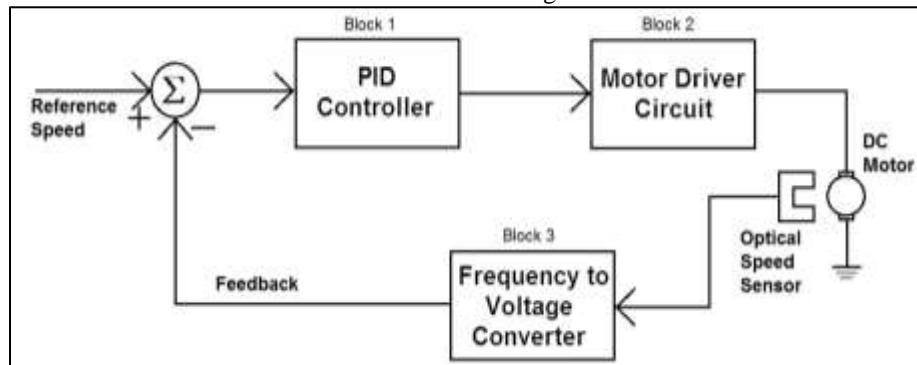 Block 1
Block 2
PID
Controller
Motor Driver
Circuit
Σ
Reference
Speed
+
−
DC
Motor
Optical
Speed
Sensor
Block 3
Frequency to
Voltage
Converter
Feedback